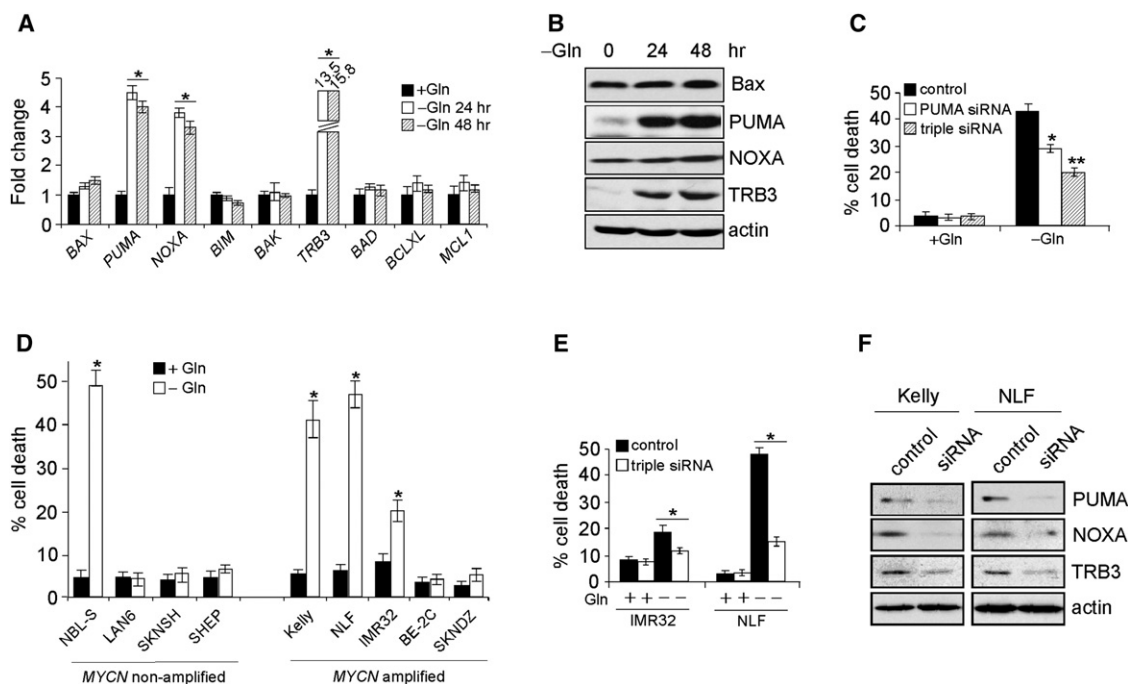 A
Fold change
5
4
3
2
1
0
*
*
*
13.5
15.8
+Gln
−Gln 24 hr
−Gln 48 hr
BAX
PUMA
NOXA
BIM
BAK
TRB3
BAD
BCLXL
MCL1
B
−Gln 0 24 48 hr
Bax
PUMA
NOXA
TRB3
actin
C
% cell death
50
40
30
20
10
0
control
PUMA siRNA
triple siRNA
*
**
+Gln
−Gln
D
% cell death
50
40
30
20
10
0
+ Gln
− Gln
*
*
*
*
NBL-S
LAN6
SKNSH
SHEP
Kelly
NLF
IMR32
BE-2C
SKNDZ
MYCN non-amplified
MYCN amplified
E
% cell death
50
40
30
20
10
0
control
triple siRNA
*
*
Gln + + − − + + − −
IMR32
NLF
F
Kelly NLF
control siRNA control siRNA
PUMA
NOXA
TRB3
actin